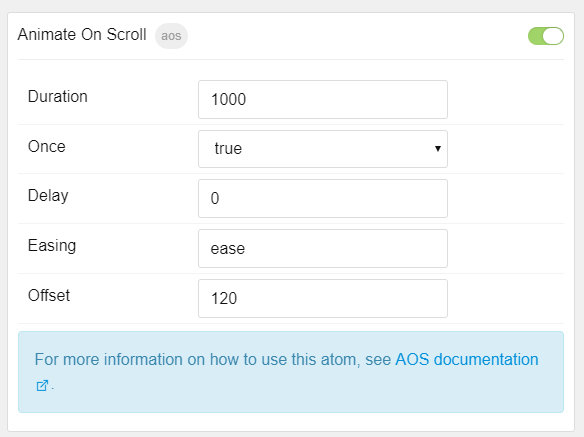 Animate On Scroll aos
Duration 1000
Once true
Delay 0
Easing ease
Offset 120
For more information on how to use this atom, see AOS documentation
.